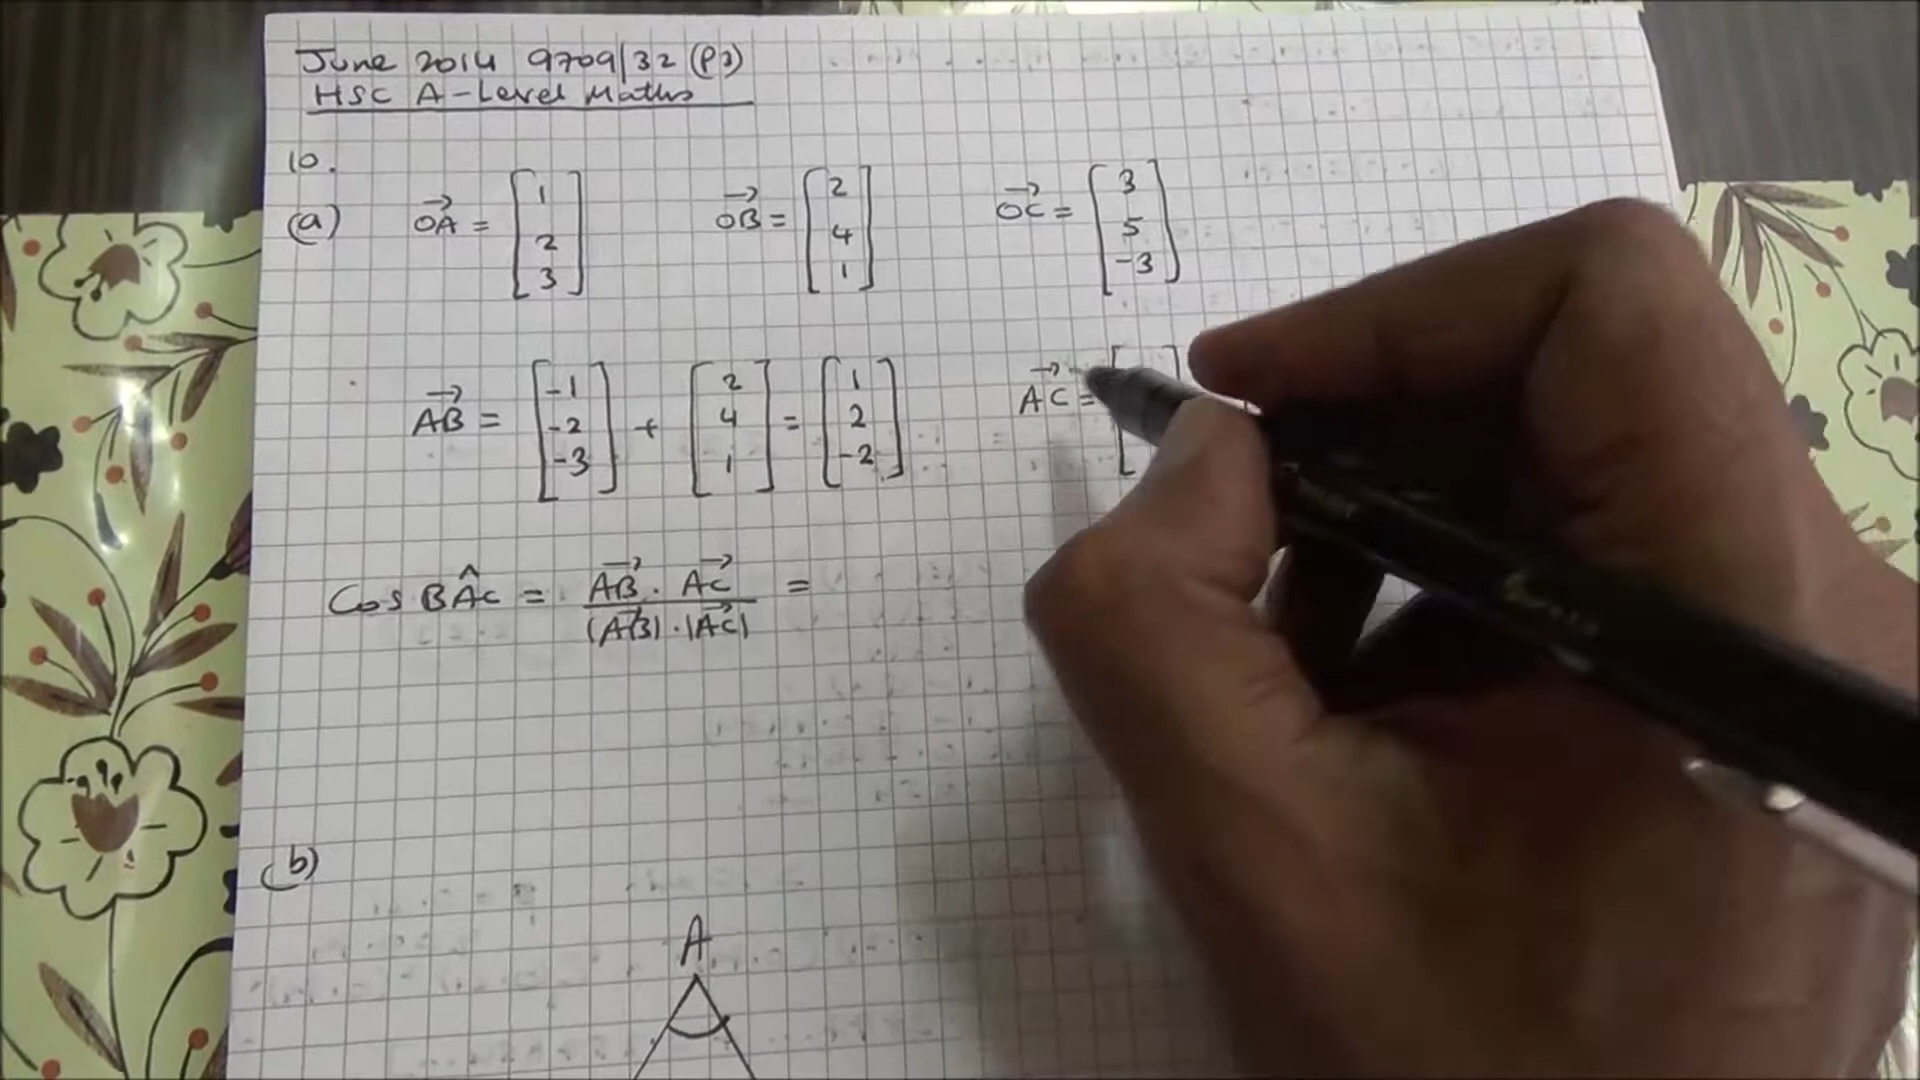 June 2014 9709/32 (P3)
HSC A-Level Maths
10.
(a) OA→ = [1 2 3] OB→ = [2 4 1] OC→ = [3 5 -3]
AB→ = [-1 -2 -3] + [2 4 1] = [1 2 -2] AC→ = [
Cos BÂC = AB→ . AC→ / |AB→| . |AC→| =
(b)
A